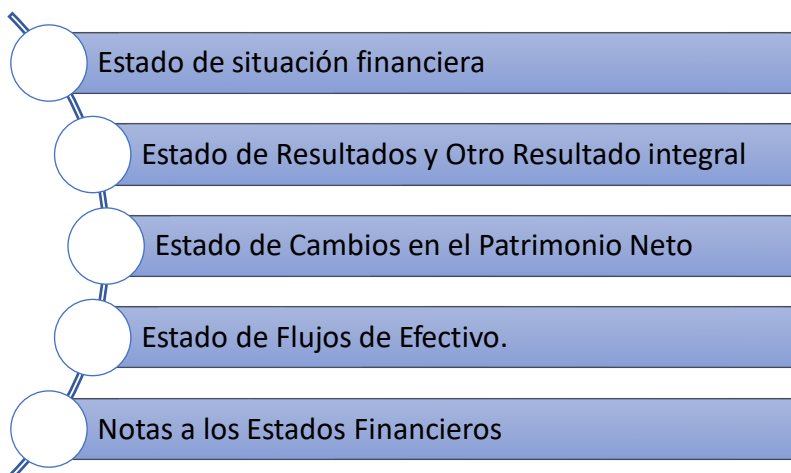 Estado de situación financiera
Estado de Resultados y Otro Resultado integral
Estado de Cambios en el Patrimonio Neto
Estado de Flujos de Efectivo.
Notas a los Estados Financieros